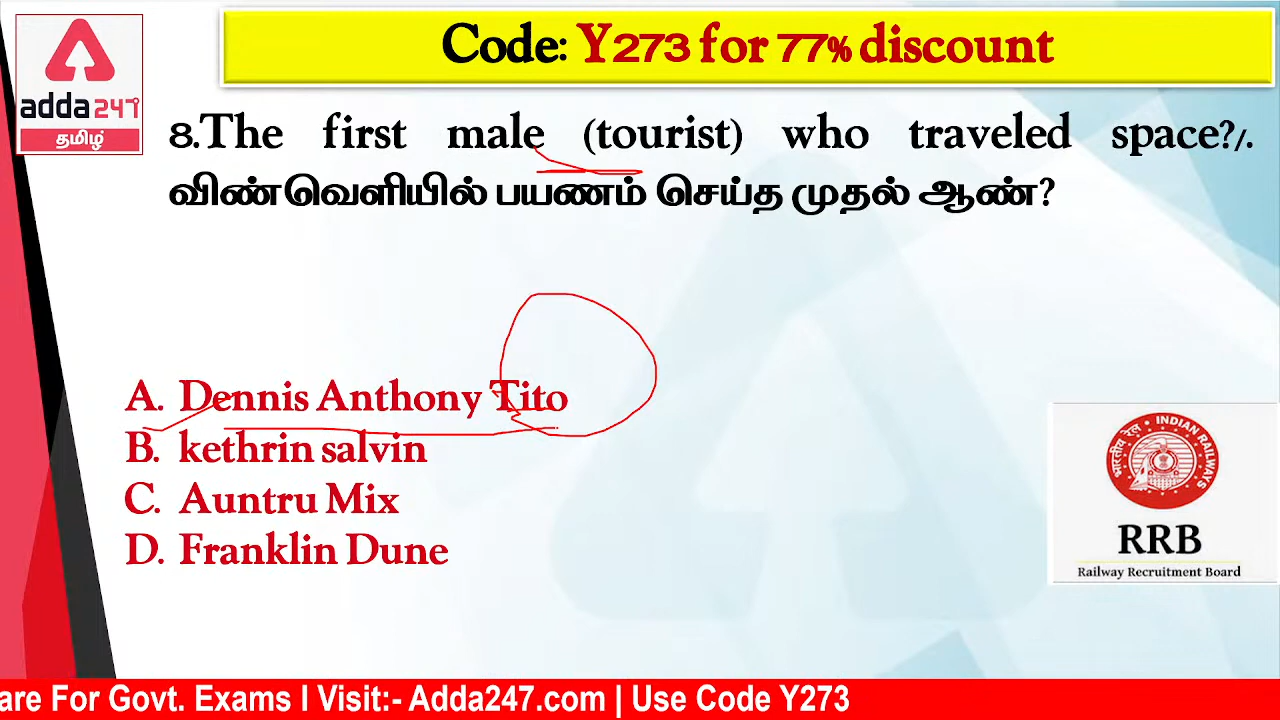 Code: Y273 for 77% discount
adda247
தமிழ்
8.The first male (tourist) who traveled space?/.
விண்வெளியில் பயணம் செய்த முதல் ஆண்?
A. Dennis Anthony Tito
B. kethrin salvin
C. Auntru Mix
D. Franklin Dune
भारतीय रेल INDIAN RAILWAYS
RRB
Railway Recruitment Board
are For Govt. Exams I Visit:- Adda247.com | Use Code Y273